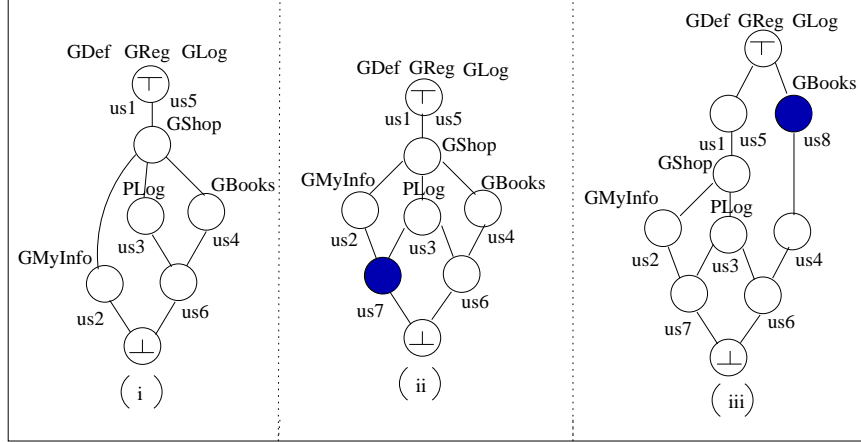 GDef GReg GLog
⊤
us1 us5
GShop
PLog
GBooks
us3
us4
GMyInfo
us2
us6
⊥
( i )
GDef GReg GLog
⊤
us1 us5
GShop
GMyInfo
PLog
GBooks
us2
us3
us4
us7
us6
⊥
( ii )
GDef GReg GLog
⊤
GBooks
us1
us5
us8
GShop
GMyInfo
PLog
us2
us3
us4
us7
us6
⊥
( iii )